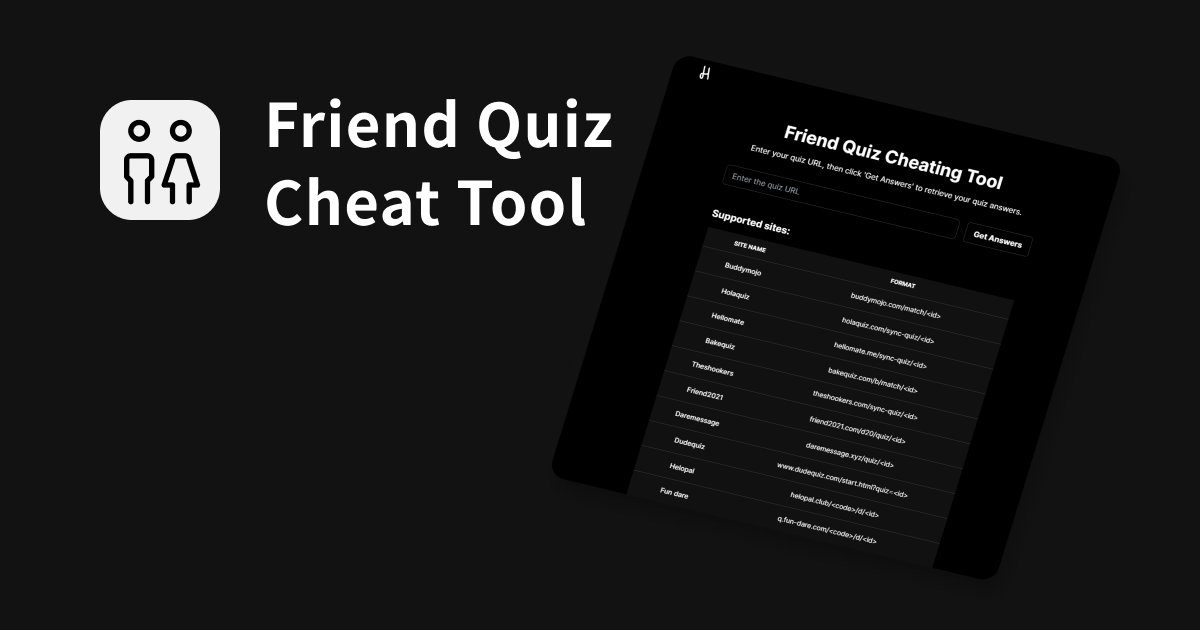 Friend Quiz
Cheat Tool
Friend Quiz Cheating Tool
Enter your quiz URL, then click 'Get Answers' to retrieve your quiz answers.
Enter the quiz URL
Get Answers
Supported sites:
SITE NAME FORMAT
Buddymojo buddymojo.com/match/<id>
Holaquiz holaquiz.com/sync-quiz/<id>
Hellomate hellomate.me/sync-quiz/<id>
Bakequiz bakequiz.com/b/match/<id>
Theshookers theshookers.com/sync-quiz/<id>
Friend2021 friend2021.com/d20/quiz/<id>
Daremessage daremessage.xyz/quiz/<id>
Dudequiz www.dudequiz.com/start.html?quiz=<id>
Helopal helopal.club/<code>/d/<id>
Fun dare q.fun-dare.com/<code>/d/<id>